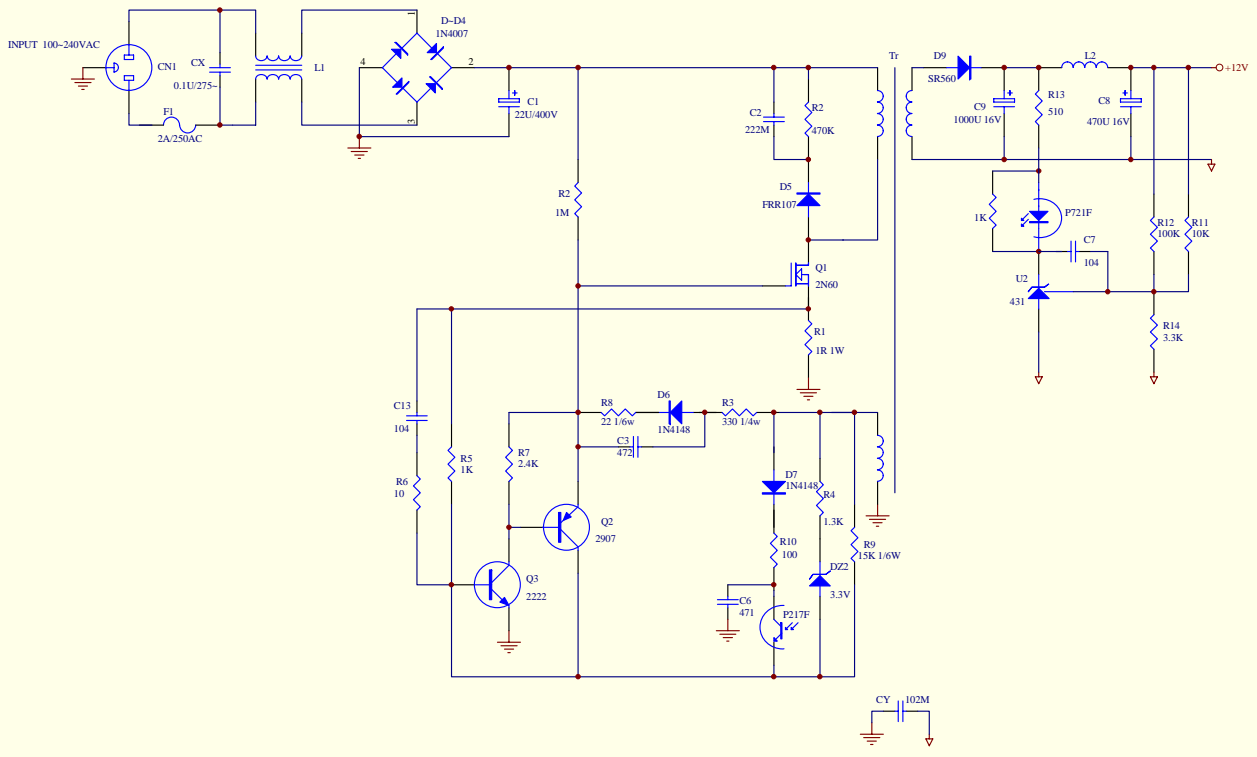 D~D4
1N4007
INPUT 100~240VAC
CN1
CX
0.1U/275~
F1
2A/250AC
L1
1
4
2
3
C1
22U/400V
R2
1M
C2
222M
R2
470K
D5
FRR107
Q1
2N60
R1
1R 1W
Tr
D9
SR560
L2
+12V
C9
1000U 16V
R13
510
C8
470U 16V
1K
P721F
C7
104
R12
100K
R11
10K
U2
431
R14
3.3K
C13
104
R6
10
R5
1K
R7
2.4K
R8
22 1/6w
D6
1N4148
C3
472
R3
330 1/4w
D7
1N4148
R4
1.3K
R10
100
R9
15K 1/6W
DZ2
3.3V
Q2
2907
Q3
2222
C6
471
P217F
CY
102M